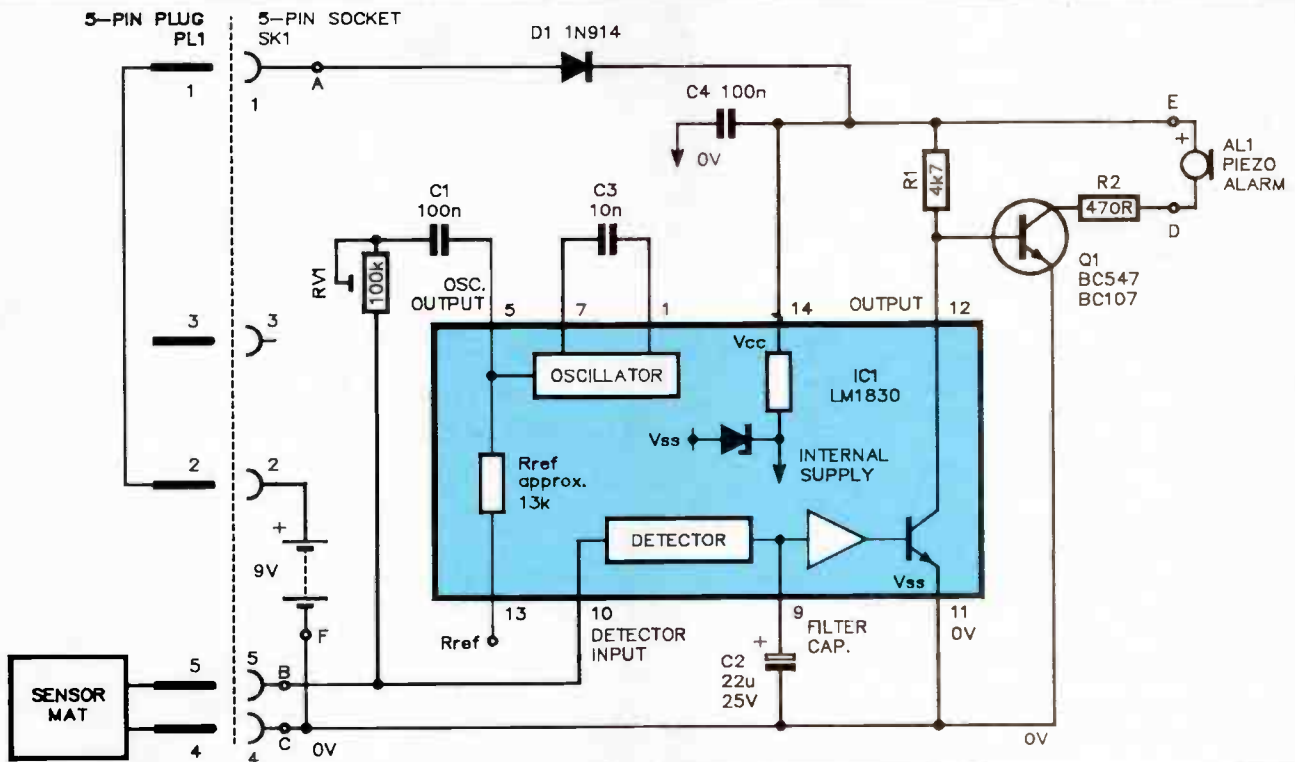 5-PIN PLUG
PL1
5-PIN SOCKET
SK1
D1 1N914
1
1
A
C4 100n
0V
E
+
AL1
PIEZO
ALARM
R1
4k7
R2
470R
D
C1
100n
C3
10n
RV1
100k
Q1
BC547
BC107
OSC.
OUTPUT
5
7
1
14
OUTPUT
12
3
3
Vcc
OSCILLATOR
IC1
LM1830
Vss
INTERNAL
SUPPLY
2
2
Rref
approx.
13k
+
9V
DETECTOR
Vss
F
13
10
9
11
Rref
DETECTOR
INPUT
FILTER
CAP.
0V
+
C2
22u
25V
SENSOR
MAT
5
5
B
4
4
C
0V
0V